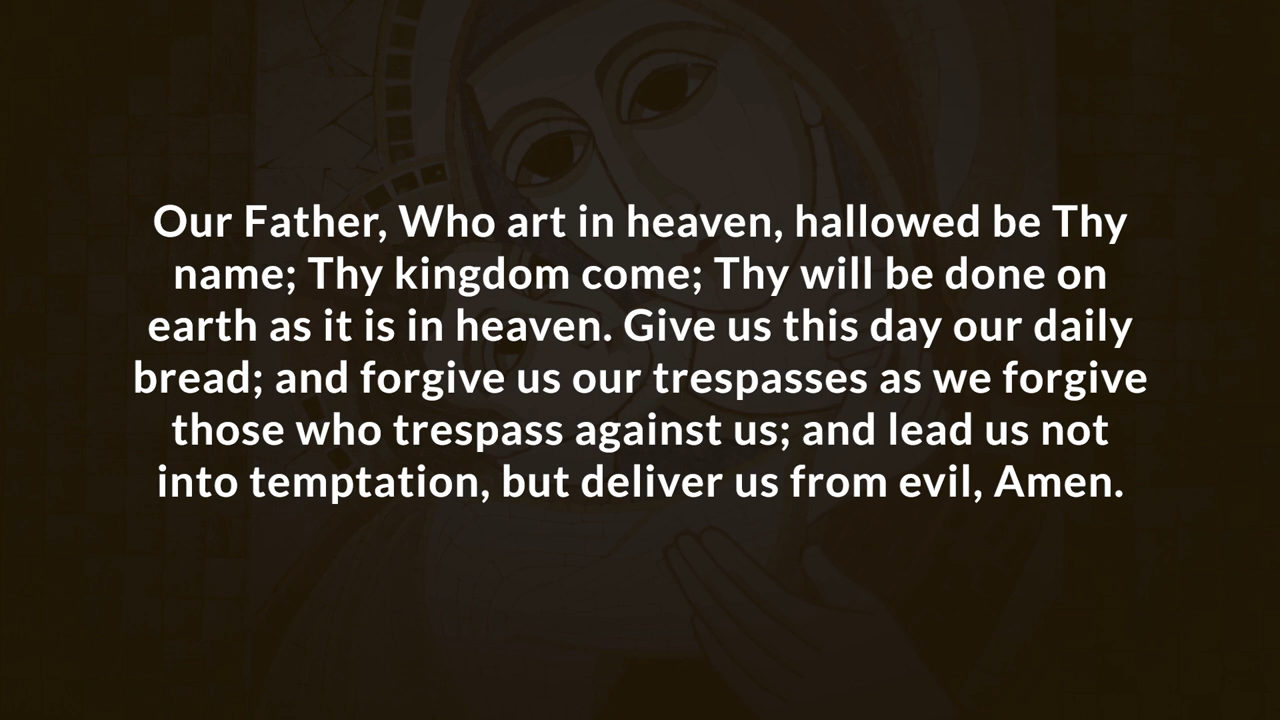 Our Father, Who art in heaven, hallowed be Thy
name; Thy kingdom come; Thy will be done on
earth as it is in heaven. Give us this day our daily
bread; and forgive us our trespasses as we forgive
those who trespass against us; and lead us not
into temptation, but deliver us from evil, Amen.